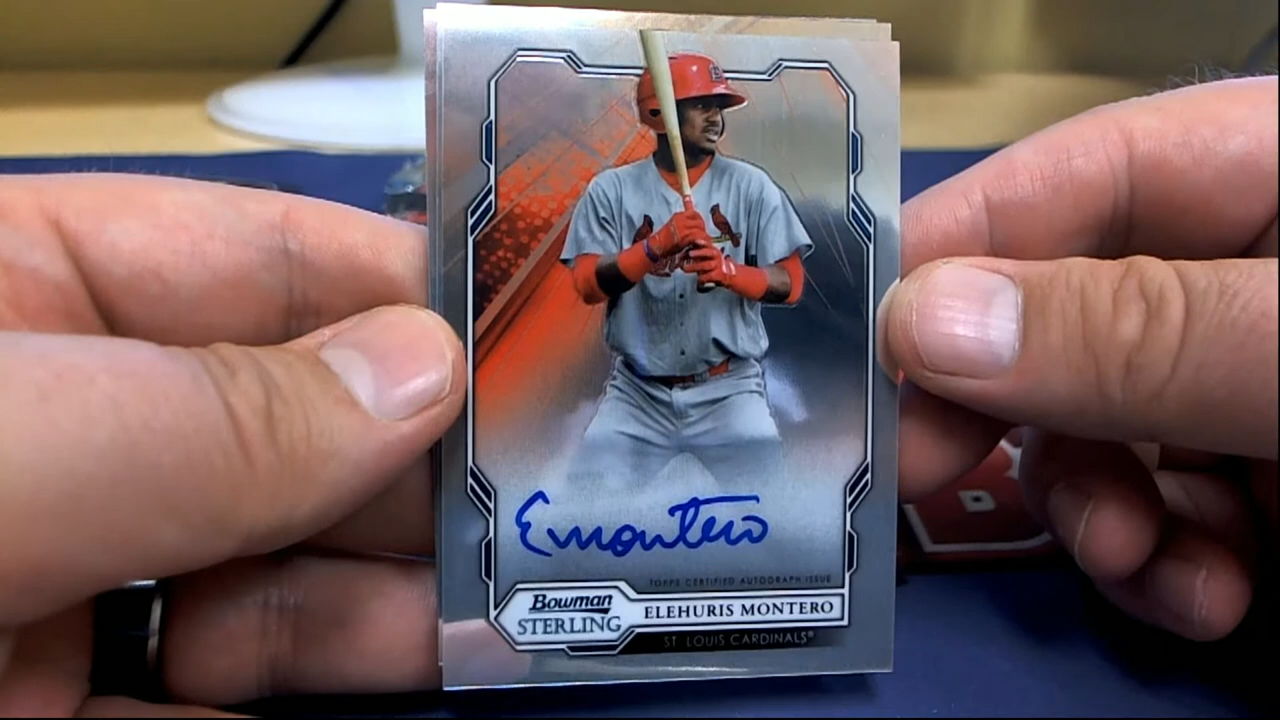 Emontero
TOPPS CERTIFIED AUTOGRAPH ISSUE
Bowman
STERLING
ELEHURIS MONTERO
ST. LOUIS CARDINALS®